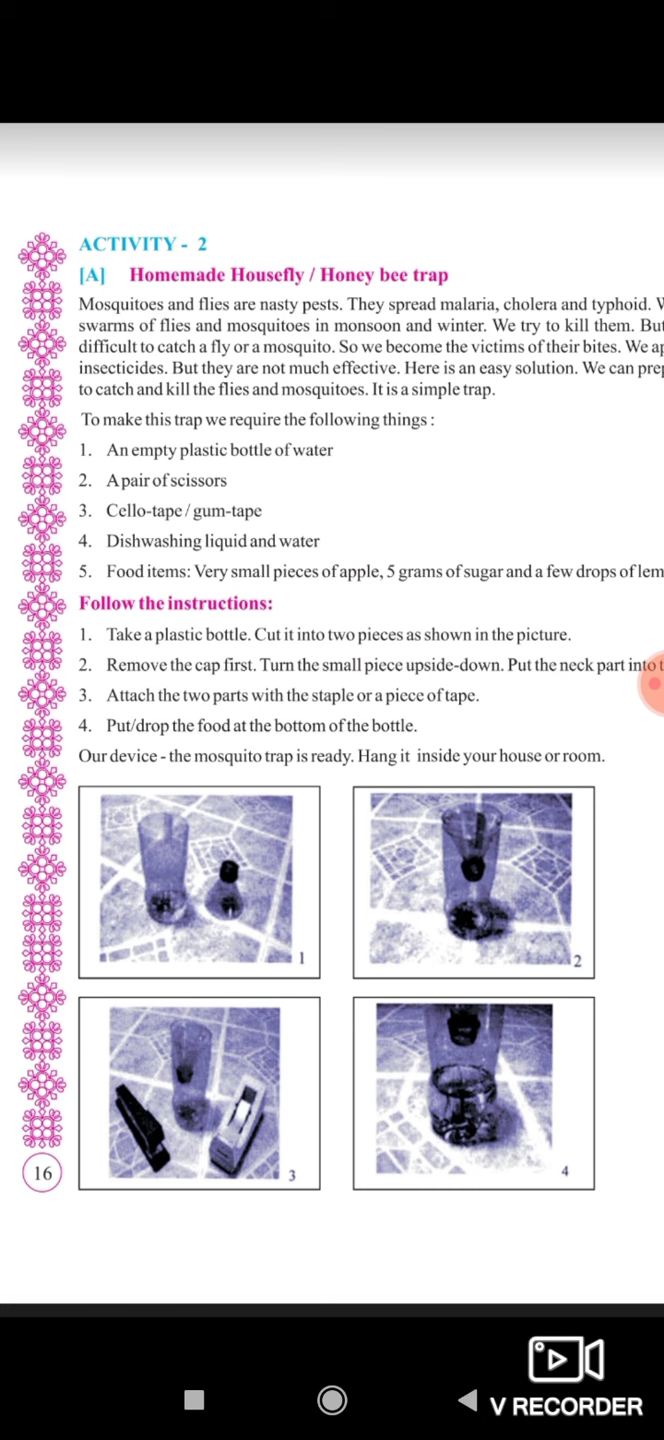 ACTIVITY - 2
[A] Homemade Housefly / Honey bee trap
Mosquitoes and flies are nasty pests. They spread malaria, cholera and typhoid.
swarms of flies and mosquitoes in monsoon and winter. We try to kill them. But
difficult to catch a fly or a mosquito. So we become the victims of their bites. We
insecticides. But they are not much effective. Here is an easy solution. We can
to catch and kill the flies and mosquitoes. It is a simple trap.
To make this trap we require the following things :
1. An empty plastic bottle of water
2. A pair of scissors
3. Cello-tape / gum-tape
4. Dishwashing liquid and water
5. Food items: Very small pieces of apple, 5 grams of sugar and a few drops of
Follow the instructions:
1. Take a plastic bottle. Cut it into two pieces as shown in the picture.
2. Remove the cap first. Turn the small piece upside-down. Put the neck part into
3. Attach the two parts with the staple or a piece of tape.
4. Put/drop the food at the bottom of the bottle.
Our device - the mosquito trap is ready. Hang it inside your house or room.
1
2
3
4
16
V RECORDER